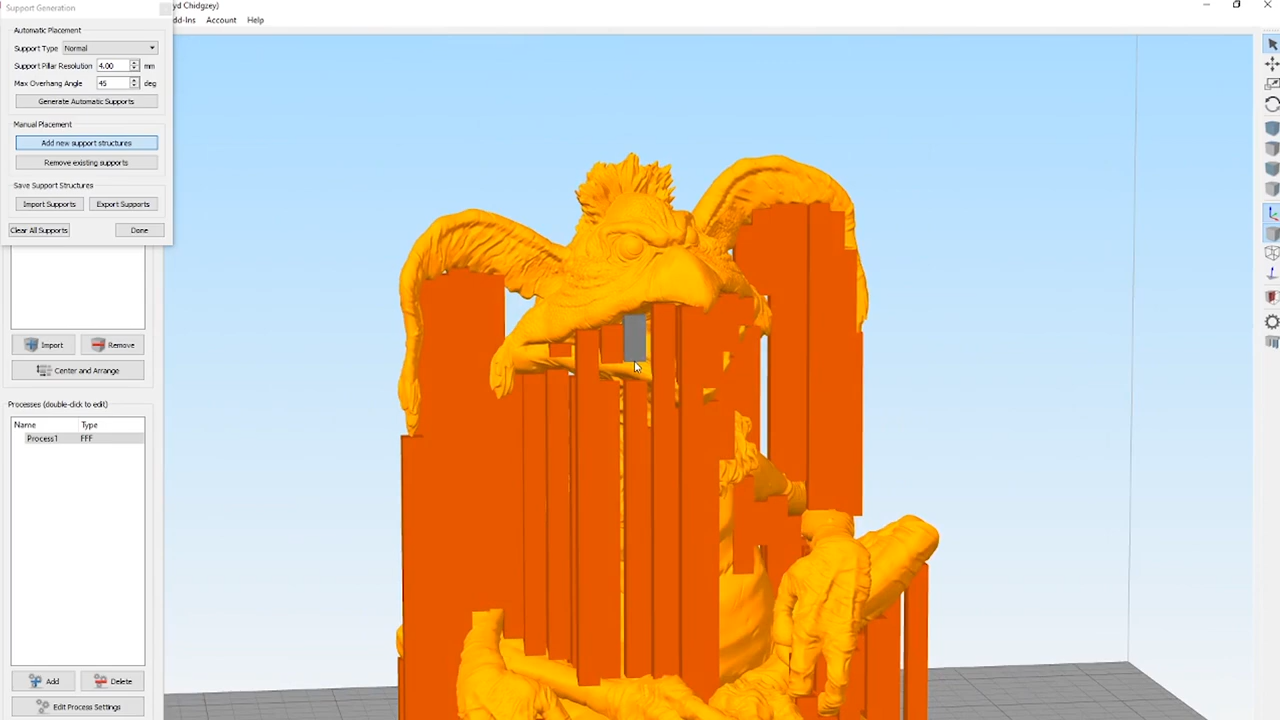 Support Generation
yd Chidgzey)
dd-Ins Account Help
Automatic Placement
Support Type Normal
Support Pillar Resolution 4.00 mm
Max Overhang Angle 45 deg
Generate Automatic Supports
Manual Placement
Add new support structures
Remove existing supports
Save Support Structures
Import Supports Export Supports
Clear All Supports Done
Import Remove
Center and Arrange
Processes (double-click to edit)
Name Type
Process1 FFF
Add Delete
Edit Process Settings